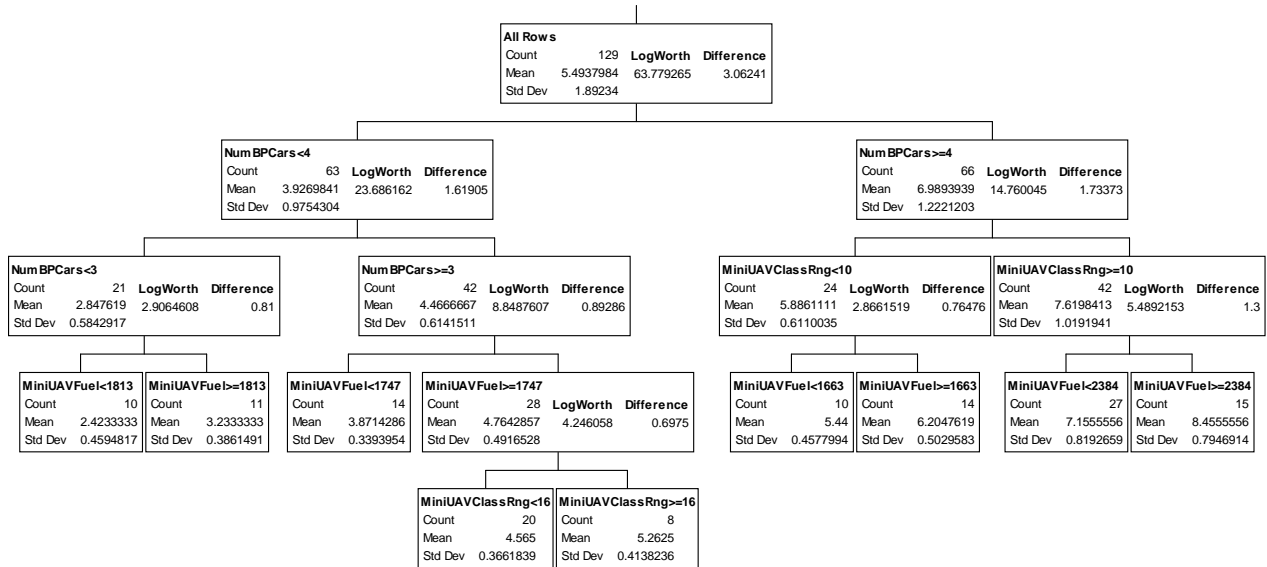 All Rows
Count 129 LogWorth Difference
Mean 5.4937984 63.779265 3.06241
Std Dev 1.89234
NumBPCars<4
Count 63 LogWorth Difference
Mean 3.9269841 23.686162 1.61905
Std Dev 0.9754304
NumBPCars>=4
Count 66 LogWorth Difference
Mean 6.9893939 14.760045 1.73373
Std Dev 1.2221203
NumBPCars<3
Count 21 LogWorth Difference
Mean 2.847619 2.9064608 0.81
Std Dev 0.5842917
NumBPCars>=3
Count 42 LogWorth Difference
Mean 4.4666667 8.8487607 0.89286
Std Dev 0.6141511
MiniUAVClassRng<10
Count 24 LogWorth Difference
Mean 5.8861111 2.8661519 0.76476
Std Dev 0.6110035
MiniUAVClassRng>=10
Count 42 LogWorth Difference
Mean 7.6198413 5.4892153 1.3
Std Dev 1.0191941
MiniUAVFuel<1813
Count 10
Mean 2.4233333
Std Dev 0.4594817
MiniUAVFuel>=1813
Count 11
Mean 3.2333333
Std Dev 0.3861491
MiniUAVFuel<1747
Count 14
Mean 3.8714286
Std Dev 0.3393954
MiniUAVFuel>=1747
Count 28 LogWorth Difference
Mean 4.7642857 4.246058 0.6975
Std Dev 0.4916528
MiniUAVFuel<1663
Count 10
Mean 5.44
Std Dev 0.4577994
MiniUAVFuel>=1663
Count 14
Mean 6.2047619
Std Dev 0.5029583
MiniUAVFuel<2384
Count 27
Mean 7.1555556
Std Dev 0.8192659
MiniUAVFuel>=2384
Count 15
Mean 8.4555556
Std Dev 0.7946914
MiniUAVClassRng<16
Count 20
Mean 4.565
Std Dev 0.3661839
MiniUAVClassRng>=16
Count 8
Mean 5.2625
Std Dev 0.4138236